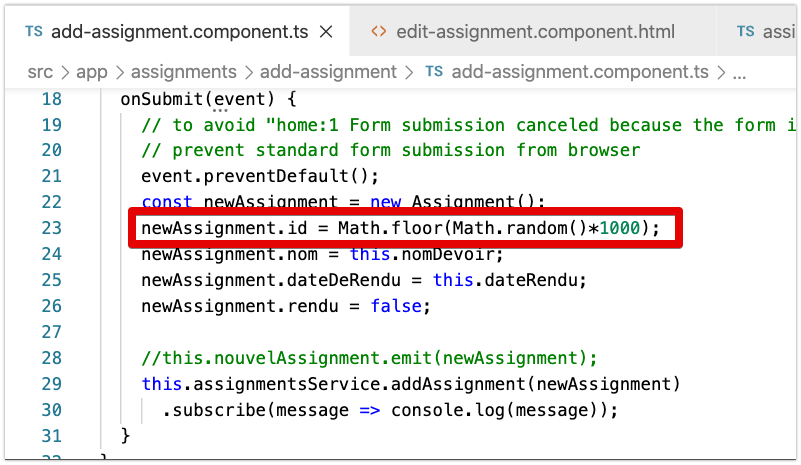 TS add-assignment.component.ts × <> edit-assignment.component.html TS assi
src > app > assignments > add-assignment > TS add-assignment.component.ts > ...
18 onSubmit(event) {
19 // to avoid "home:1 Form submission canceled because the form i
20 // prevent standard form submission from browser
21 event.preventDefault();
22 const newAssignment = new Assignment();
23 newAssignment.id = Math.floor(Math.random()*1000);
24 newAssignment.nom = this.nomDevoir;
25 newAssignment.dateDeRendu = this.dateRendu;
26 newAssignment.rendu = false;
27
28 //this.nouvelAssignment.emit(newAssignment);
29 this.assignmentsService.addAssignment(newAssignment)
30 .subscribe(message => console.log(message));
31 }